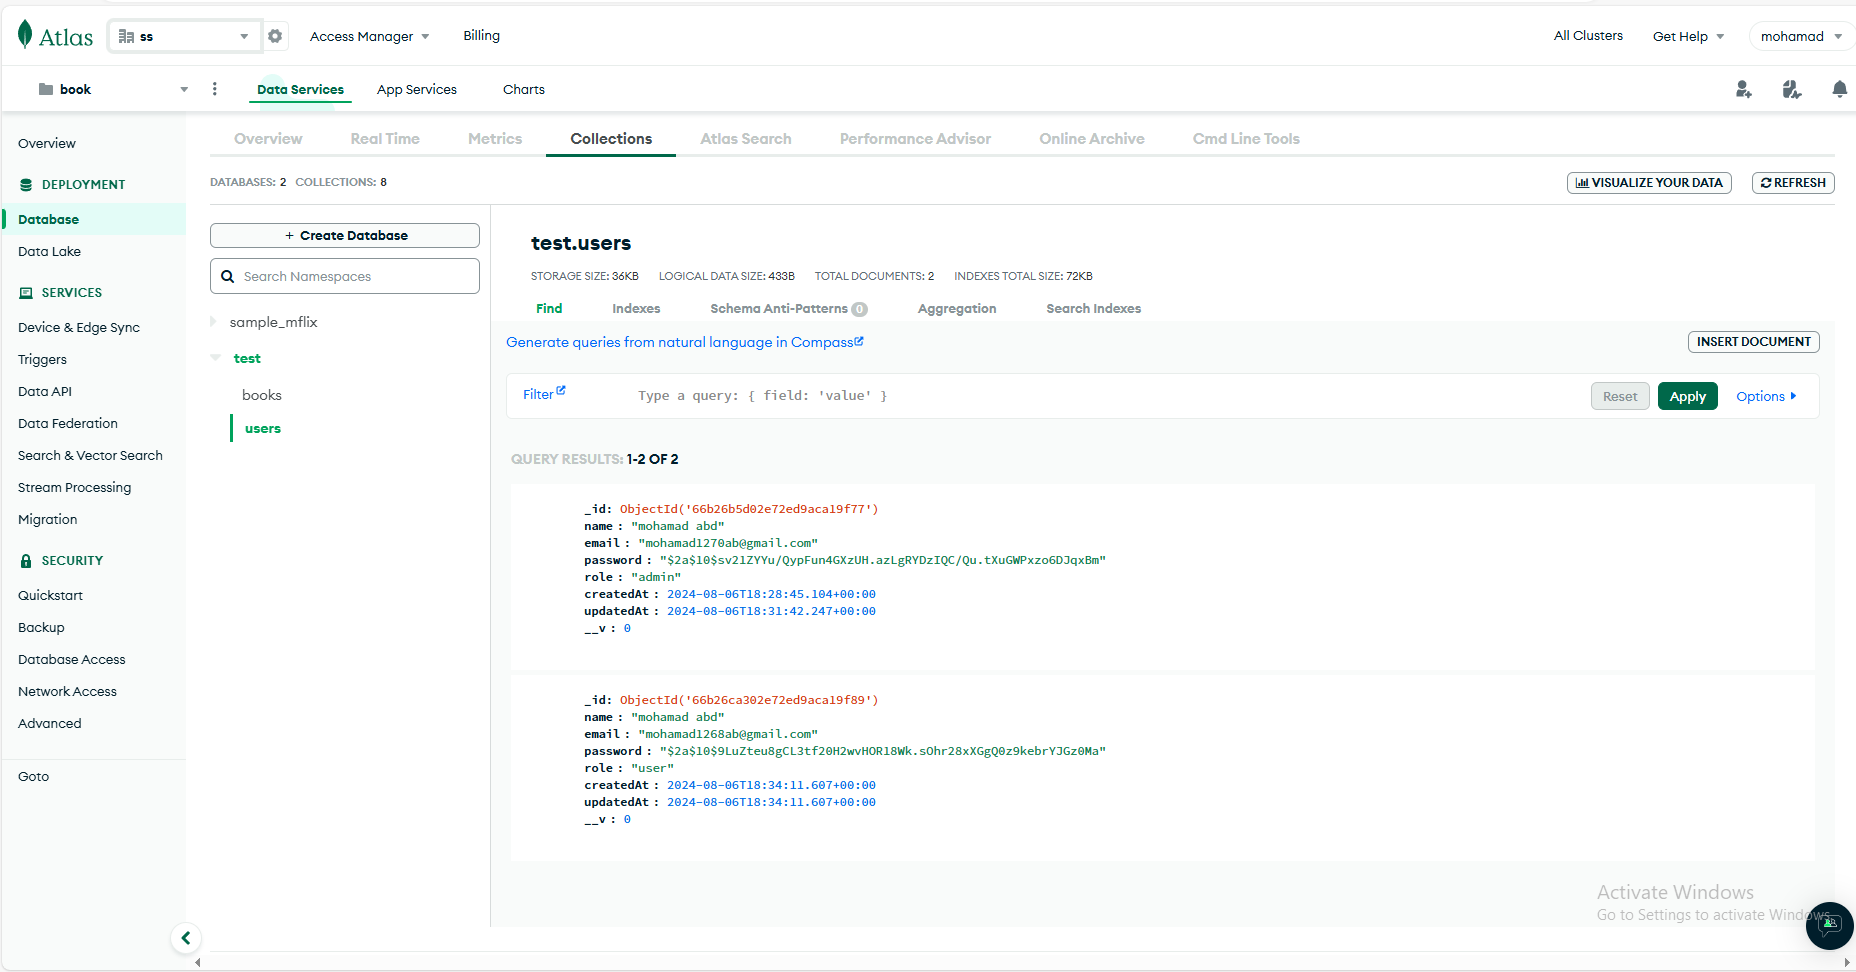 Atlas
ss
Access Manager
Billing
All Clusters
Get Help
mohamad
book
Data Services
App Services
Charts
Overview
DEPLOYMENT
Database
Data Lake
SERVICES
Device & Edge Sync
Triggers
Data API
Data Federation
Search & Vector Search
Stream Processing
Migration
SECURITY
Quickstart
Backup
Database Access
Network Access
Advanced
Goto
Overview
Real Time
Metrics
Collections
Atlas Search
Performance Advisor
Online Archive
Cmd Line Tools
DATABASES: 2 COLLECTIONS: 8
VISUALIZE YOUR DATA
REFRESH
+ Create Database
Search Namespaces
sample_mflix
test
books
users
test.users
STORAGE SIZE: 36KB LOGICAL DATA SIZE: 433B TOTAL DOCUMENTS: 2 INDEXES TOTAL SIZE: 72KB
Find
Indexes
Schema Anti-Patterns 0
Aggregation
Search Indexes
Generate queries from natural language in Compass
INSERT DOCUMENT
Filter
Type a query: { field: 'value' }
Reset
Apply
Options
QUERY RESULTS: 1-2 OF 2
_id: ObjectId('66b26b5d02e72ed9aca19f77')
name : "mohamad abd"
email : "mohamad1270ab@gmail.com"
password : "$2a$10$sv21ZYYu/QypFun4GXzUH.azLgRYDzIQC/Qu.tXuGWPxzo6DJqxBm"
role : "admin"
createdAt : 2024-08-06T18:28:45.104+00:00
updatedAt : 2024-08-06T18:31:42.247+00:00
__v : 0
_id: ObjectId('66b26ca302e72ed9aca19f89')
name : "mohamad abd"
email : "mohamad1268ab@gmail.com"
password : "$2a$10$9LuZteu8gCL3tf20H2wvHOR18Wk.sOhr28xXGgQ0z9kebrYJGz0Ma"
role : "user"
createdAt : 2024-08-06T18:34:11.607+00:00
updatedAt : 2024-08-06T18:34:11.607+00:00
__v : 0
Activate Windows
Go to Settings to activate Windows